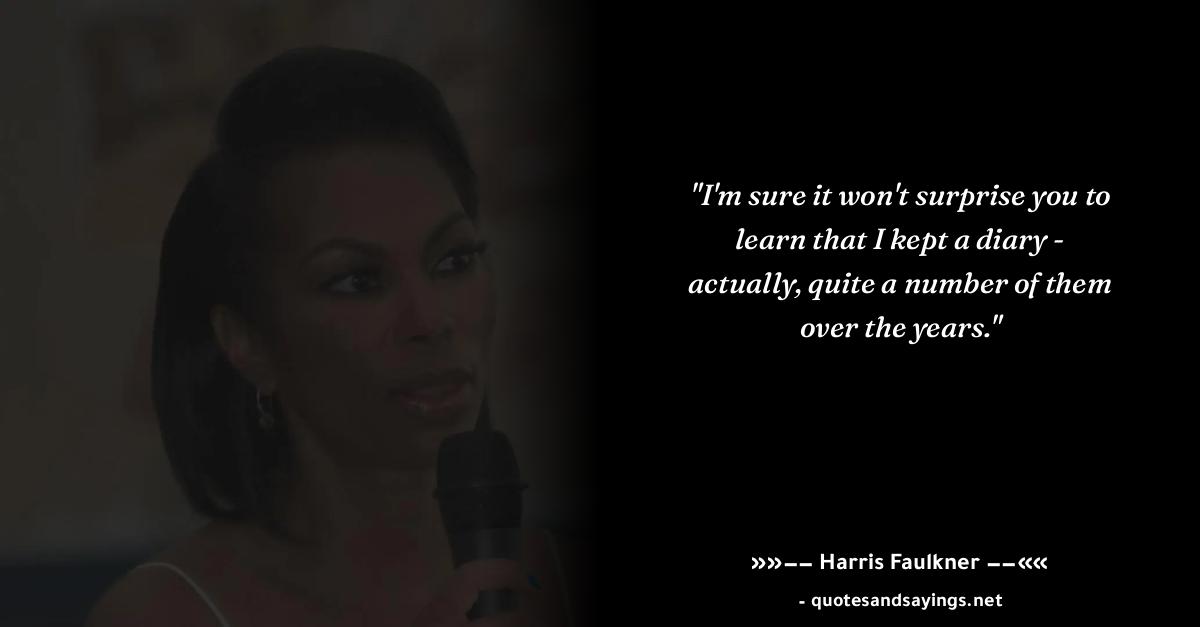 "I'm sure it won't surprise you to
learn that I kept a diary -
actually, quite a number of them
over the years."
»»−− Harris Faulkner −−««
- quotesandsayings.net